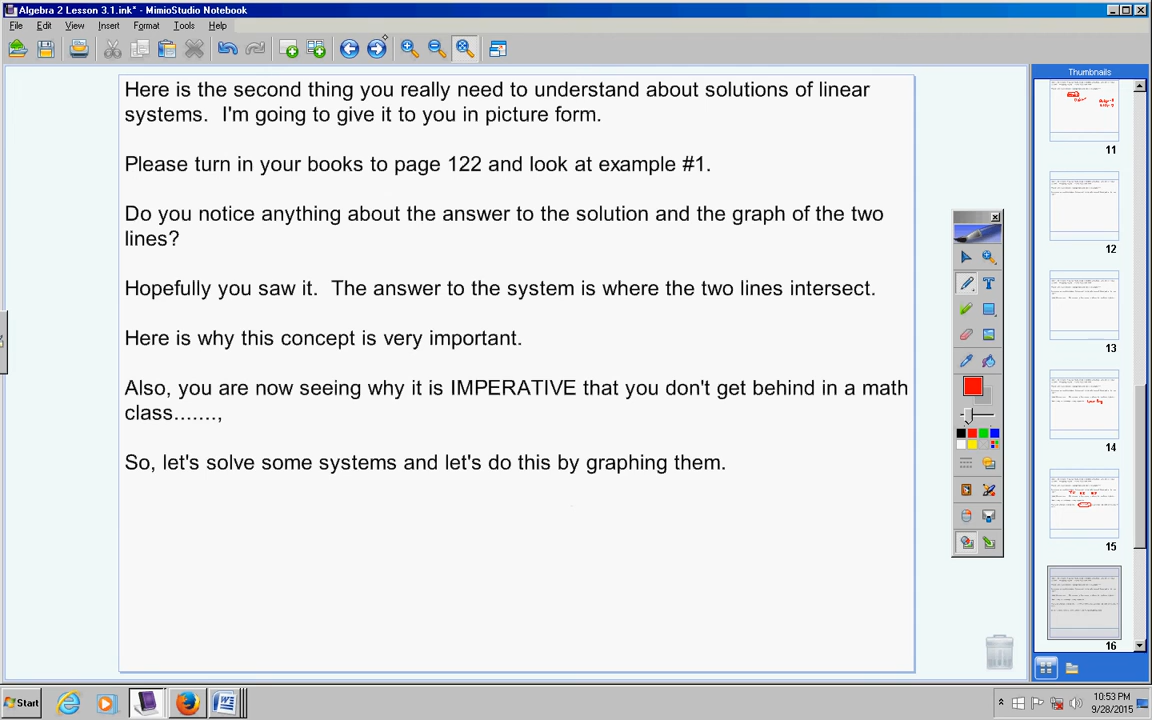 Algebra 2 Lesson 3.1.ink* - MimioStudio Notebook
File Edit View Insert Format Tools Help
Here is the second thing you really need to understand about solutions of linear
systems. I'm going to give it to you in picture form.
Please turn in your books to page 122 and look at example #1.
Do you notice anything about the answer to the solution and the graph of the two
lines?
Hopefully you saw it. The answer to the system is where the two lines intersect.
Here is why this concept is very important.
Also, you are now seeing why it is IMPERATIVE that you don't get behind in a math
class.......,
So, let's solve some systems and let's do this by graphing them.
Thumbnails
11
12
13
14
15
16
Start
10:53 PM
9/28/2015